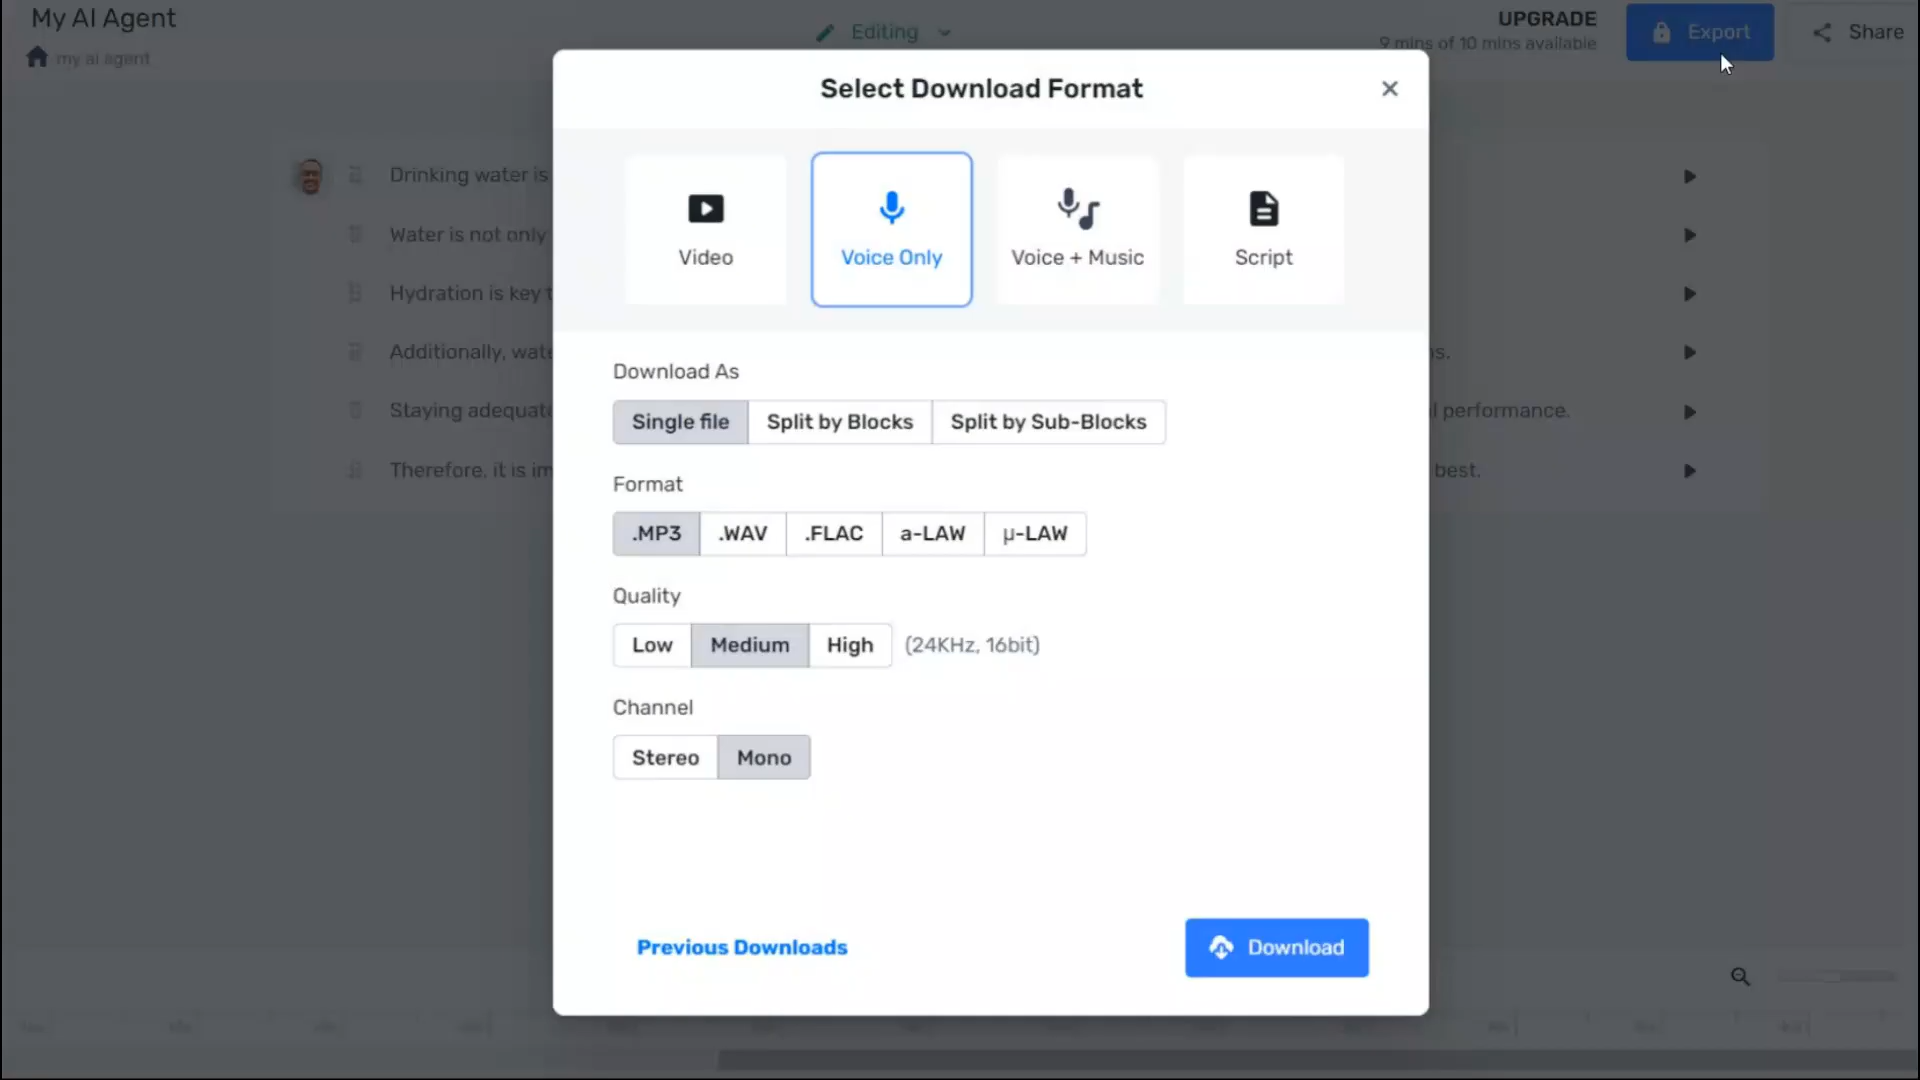 My AI Agent
my ai agent
Editing
UPGRADE
9 mins of 10 mins available
Export
Share
Select Download Format
Video
Voice Only
Voice + Music
Script
Drinking water is
Water is not only
Hydration is key t
Additionally, wate
ns.
Staying adequat
l performance.
Therefore, it is im
best.
Download As
Single file
Split by Blocks
Split by Sub-Blocks
Format
.MP3
.WAV
.FLAC
a-LAW
μ-LAW
Quality
Low
Medium
High
(24KHz, 16bit)
Channel
Stereo
Mono
Previous Downloads
Download